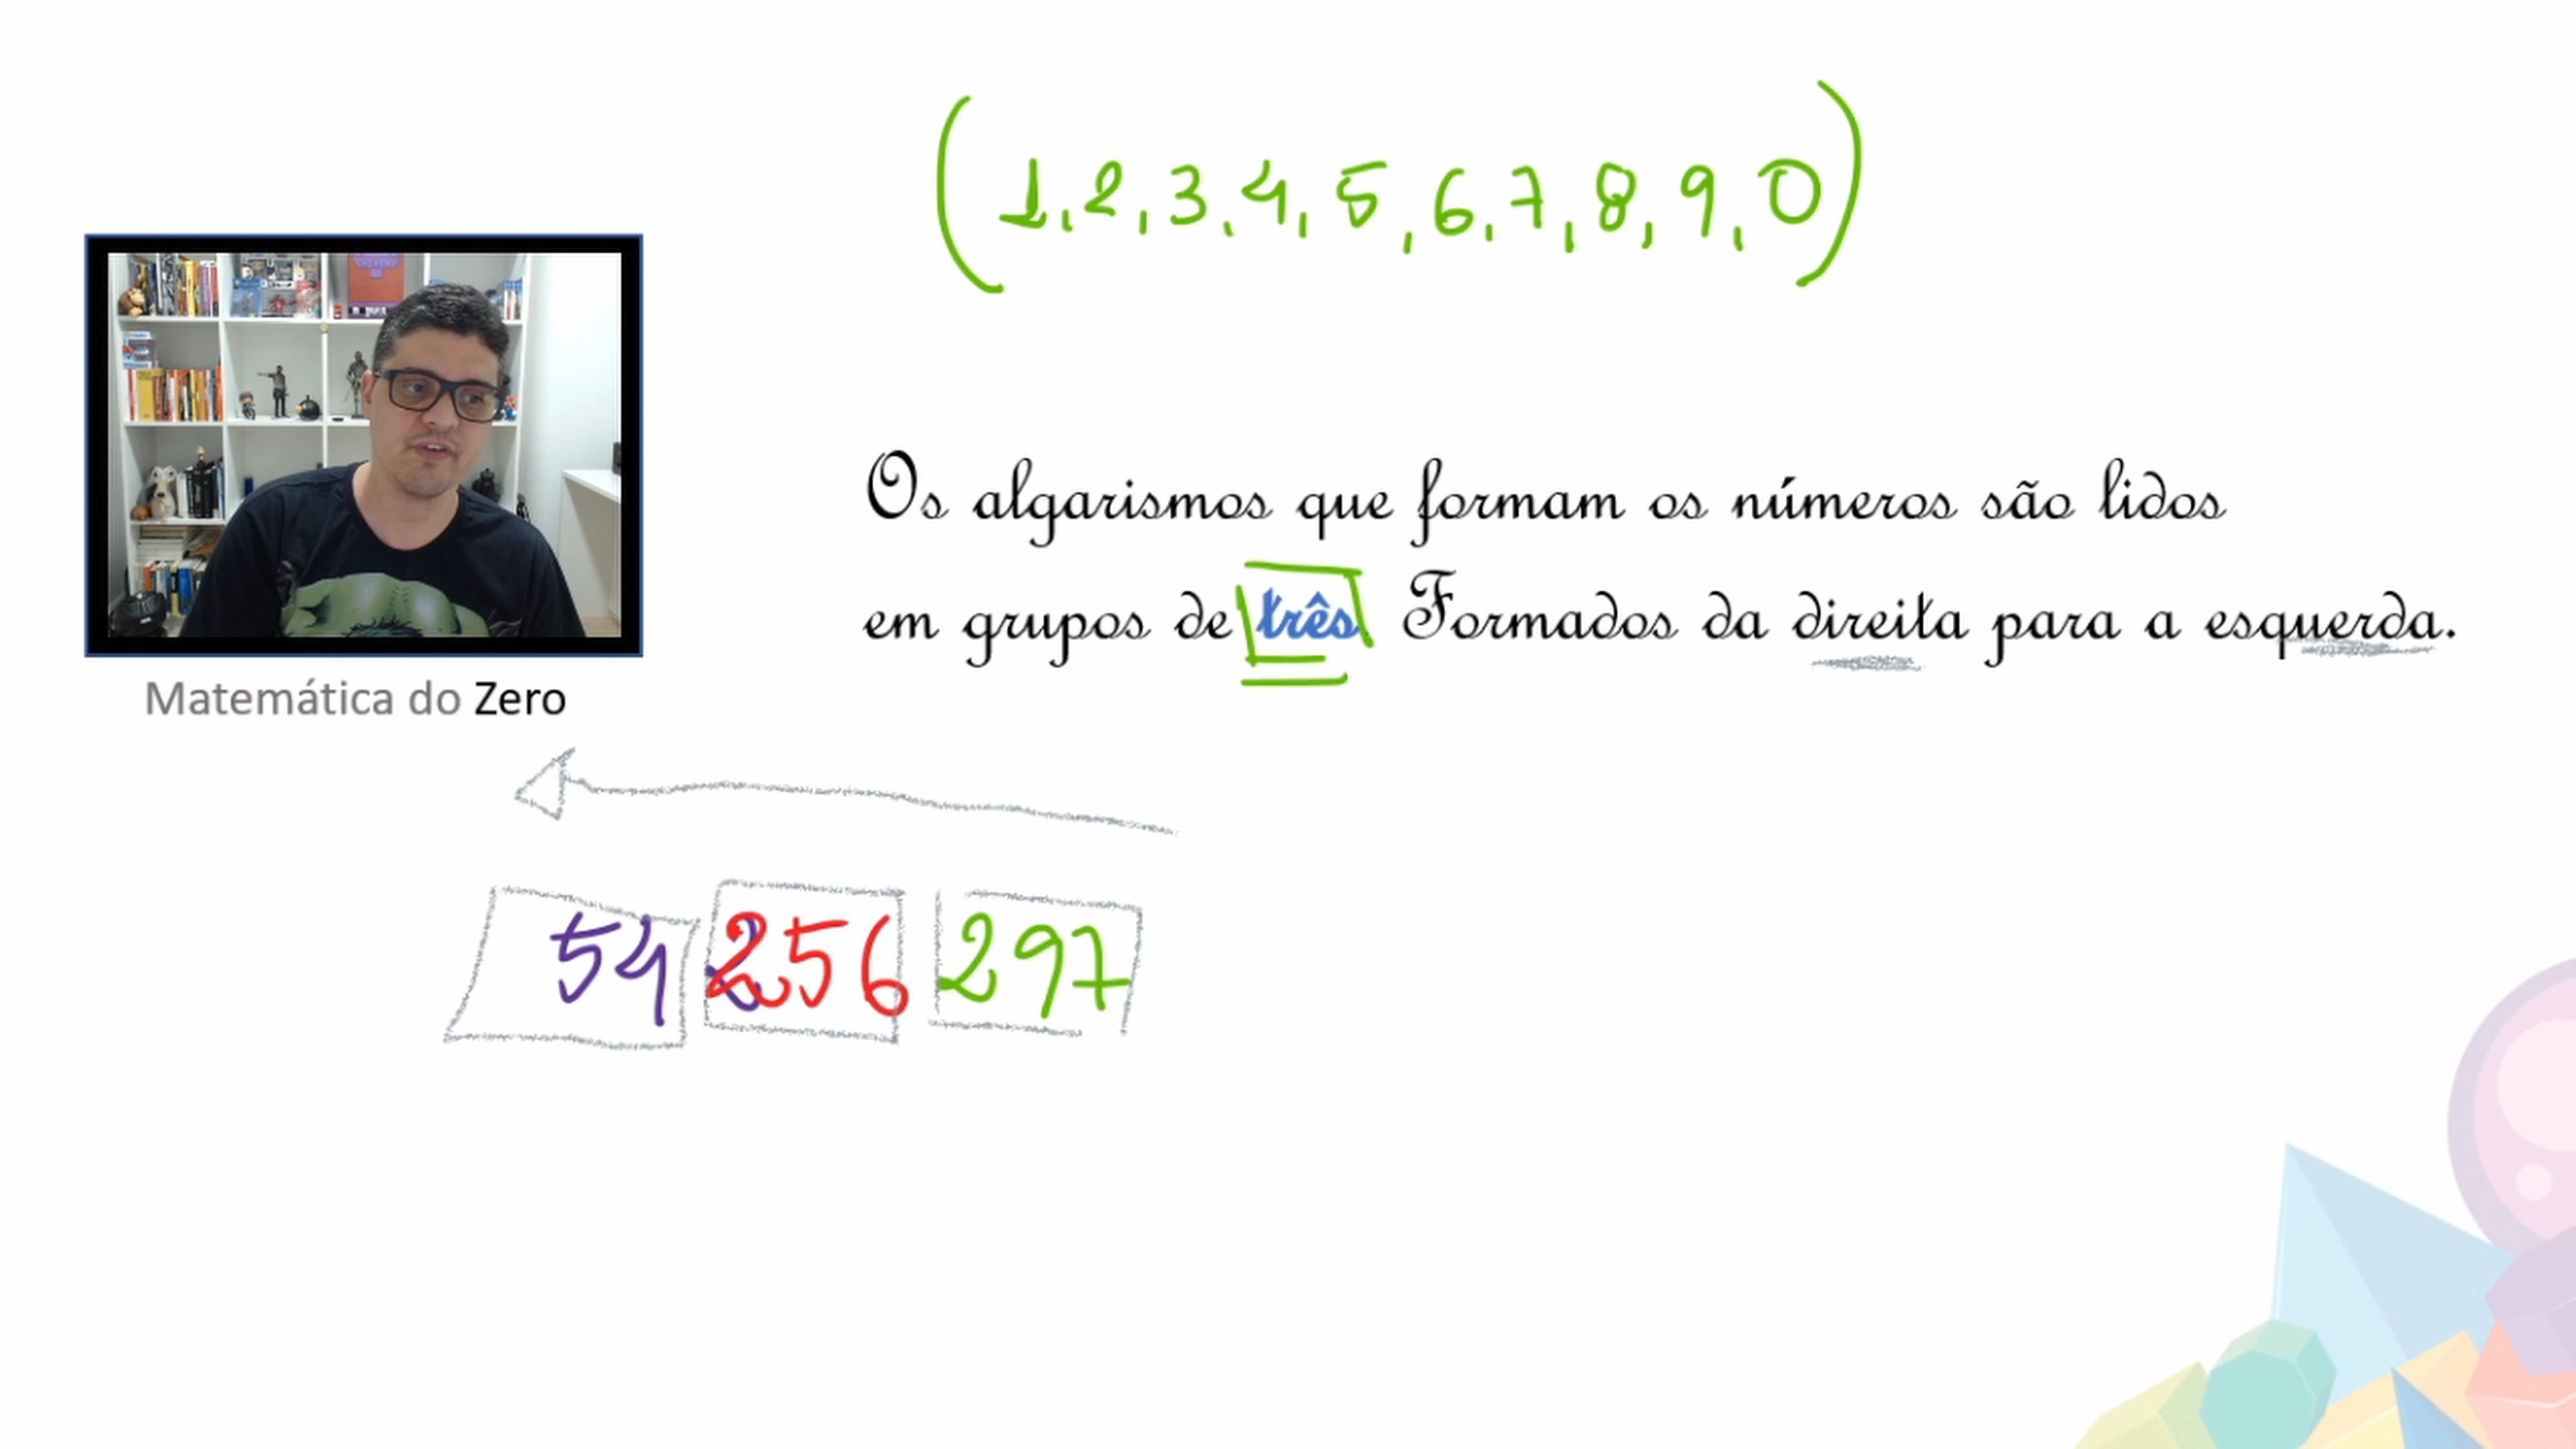 (1, 2, 3, 4, 5, 6, 7, 8, 9, 0)
Os algarismos que formam os números são lidos
em grupos de três Formados da direita para a esquerda.
Matemática do Zero
54 256 297